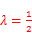 λ = 1/2